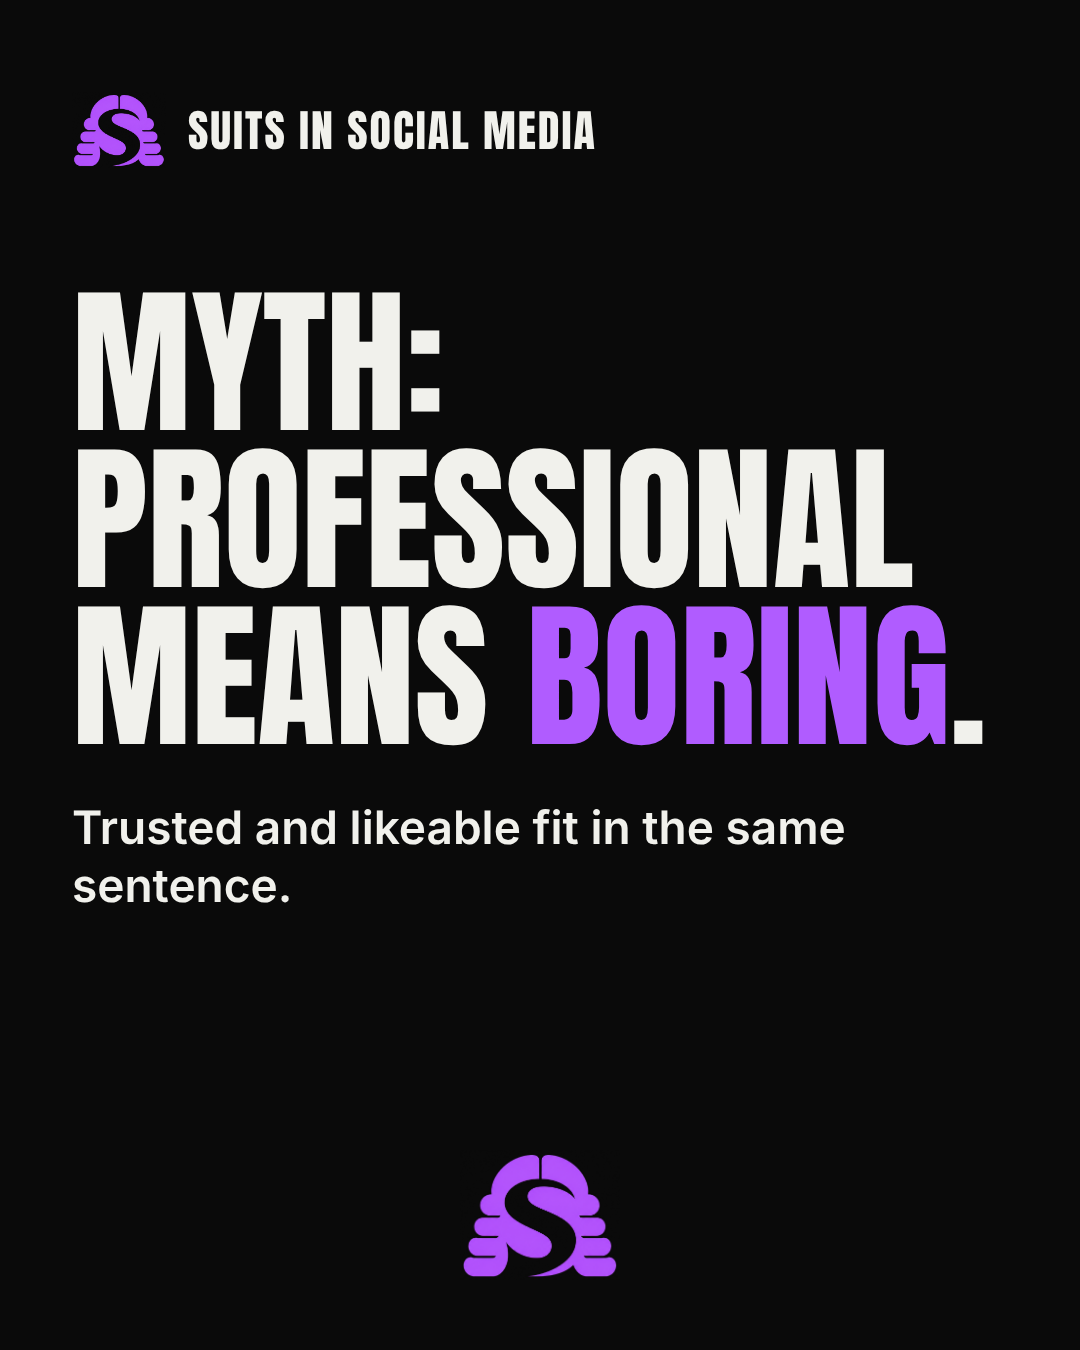 SUITS IN SOCIAL MEDIA
MYTH:
PROFESSIONAL
MEANS BORING.
Trusted and likeable fit in the same
sentence.